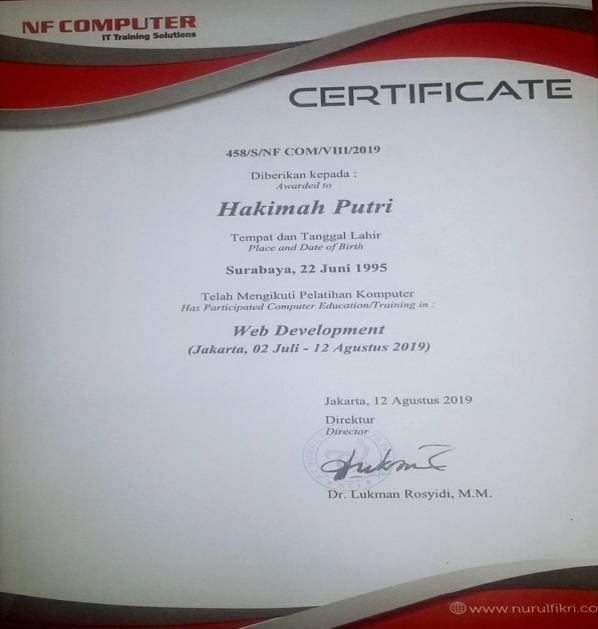 NF COMPUTER
IT Training Solutions
CERTIFICATE
458/S/NF COM/VIII/2019
Diberikan kepada :
Awarded to
Hakimah Putri
Tempat dan Tanggal Lahir
Place and Date of Birth
Surabaya, 22 Juni 1995
Telah Mengikuti Pelatihan Komputer
Has Participated Computer Education/Training in :
Web Development
(Jakarta, 02 Juli - 12 Agustus 2019)
Jakarta, 12 Agustus 2019
Direktur
Director
Dr. Lukman Rosyidi, M.M.
www.nurulfikri.co